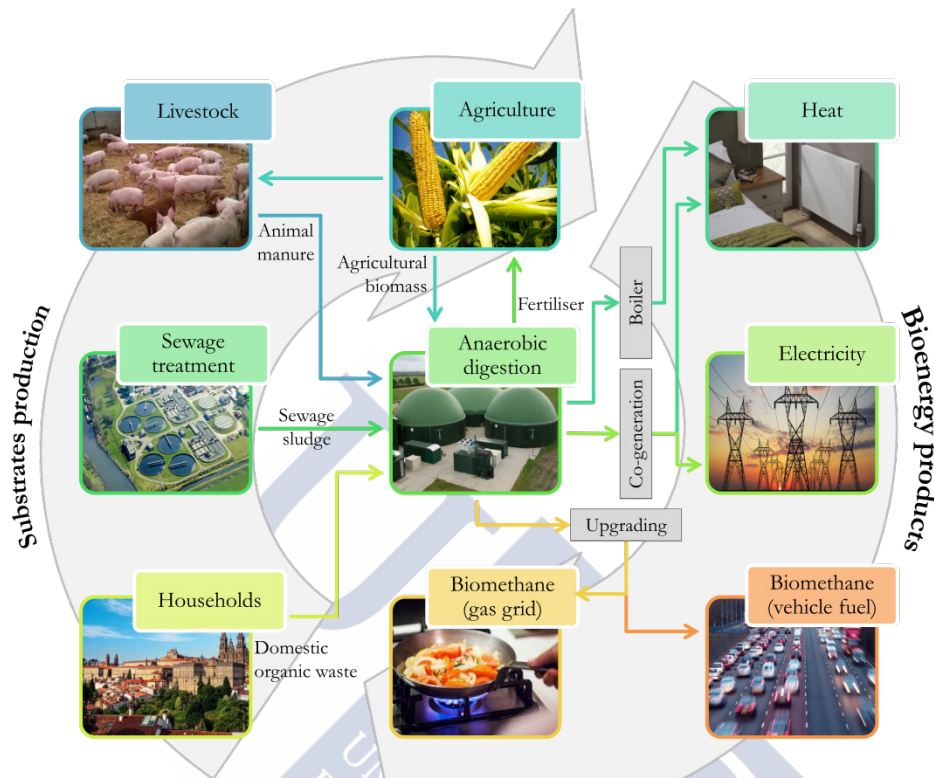 Livestock
Agriculture
Heat
Animal
manure
Agricultural
biomass
Fertiliser
Boiler
Substrates production
Sewage
treatment
Anaerobic
digestion
Electricity
Bioenergy products
Sewage
sludge
Co-generation
Upgrading
Households
Biomethane
(gas grid)
Biomethane
(vehicle fuel)
Domestic
organic waste